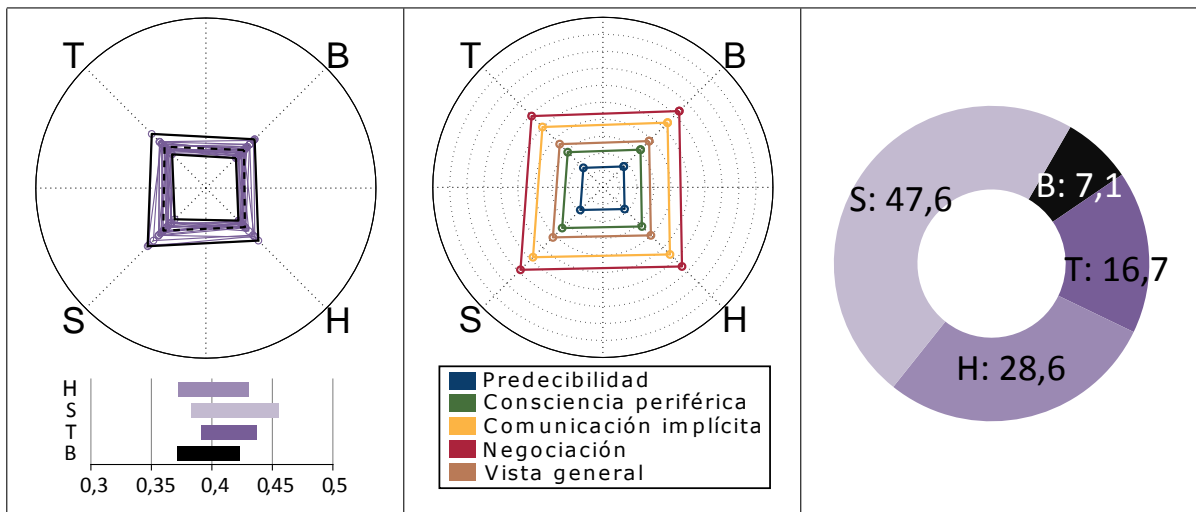 T B
S H
H
S
T
B
0,3 0,35 0,4 0,45 0,5
T B
S H
Predecibilidad
Consciencia periférica
Comunicación implícita
Negociación
Vista general
B: 7,1
S: 47,6
T: 16,7
H: 28,6